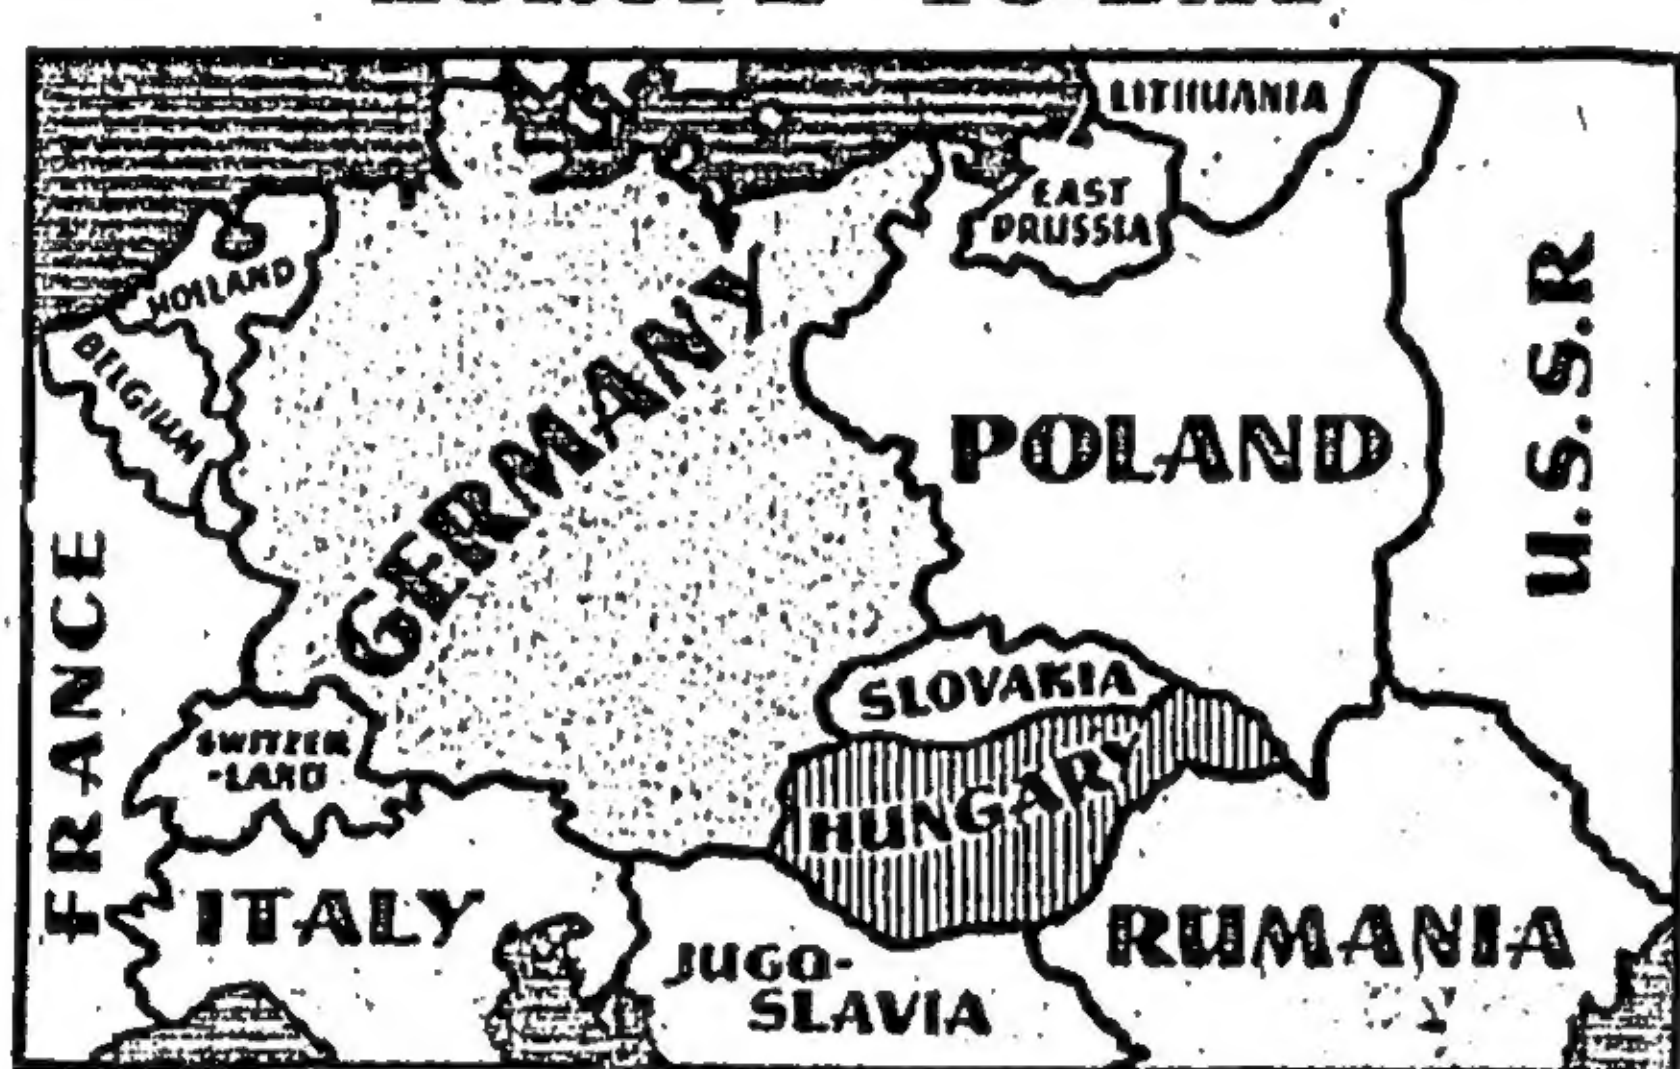 LITHUANIA
EAST
PRUSSIA
HOLLAND
BELGIUM
GERMANY
POLAND
U.S.S.R
FRANCE
SLOVAKIA
SWITZER
-LAND
HUNGARY
ITALY
JUGO-
SLAVIA
RUMANIA